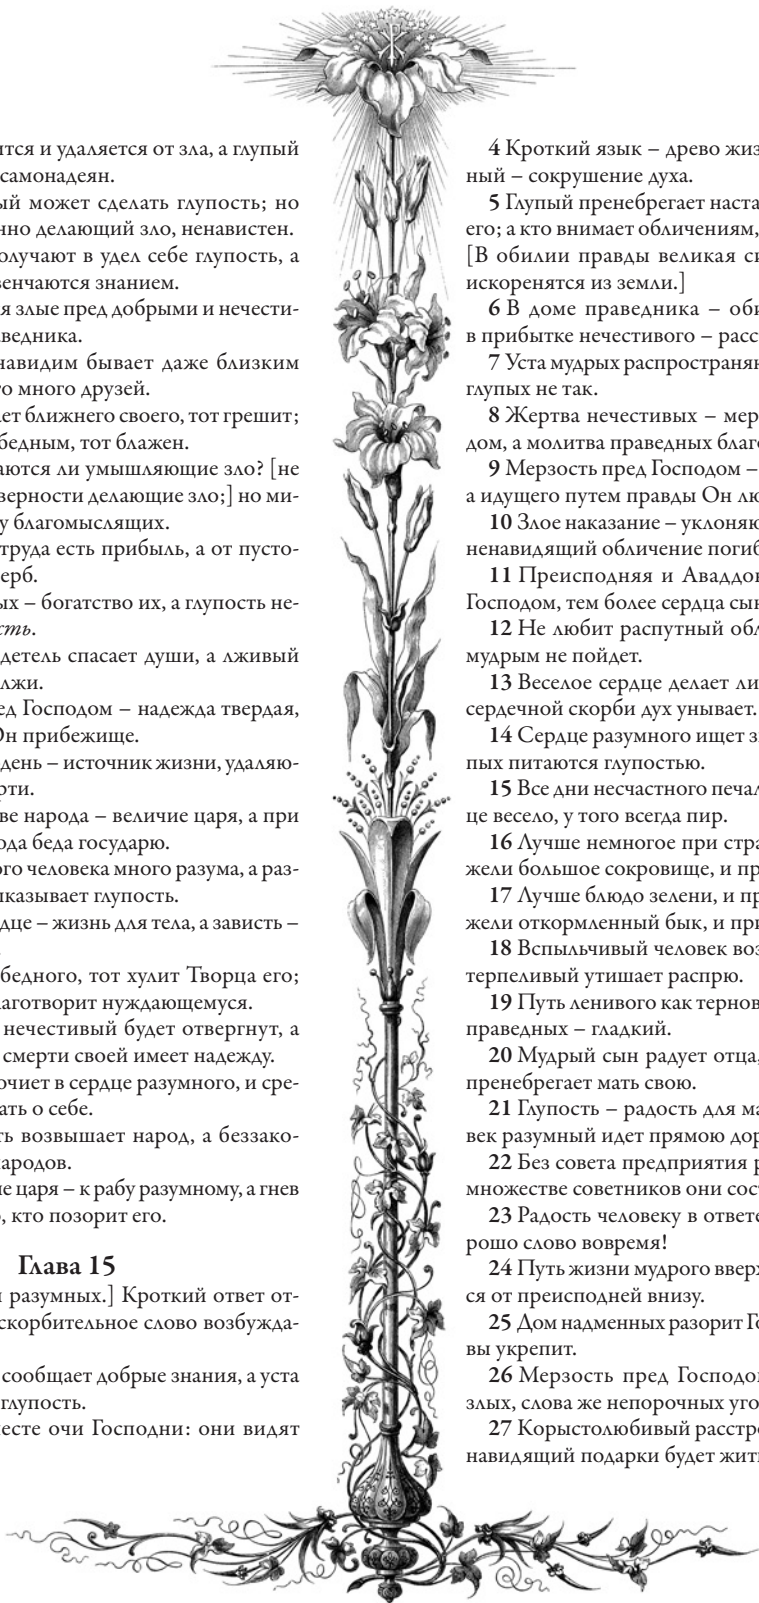 ится и удаляется от зла, а глупый
самонадеян.
ый может сделать глупость; но
нно делающий зло, ненавистен.
олучают в удел себе глупость, а
венчаются знанием.
я злые пред добрыми и нечести-
аведника.
навидим бывает даже близким
го много друзей.
ает ближнего своего, тот грешит;
бедным, тот блажен.
аются ли умышляющие зло? [не
верности делающие зло;] но ми-
у благомыслящих.
труда есть прибыль, а от пусто-
ерб.
ых – богатство их, а глупость не-
сть.
детель спасает души, а лживый
лжи.
ед Господом – надежда твердая,
Он прибежище.
день – источник жизни, удаляю-
рти.
ве народа – величие царя, а при
ода беда государю.
ого человека много разума, а раз-
казывает глупость.
дце – жизнь для тела, а зависть –
бедного, тот хулит Творца его;
аготворит нуждающемуся.
нечестивый будет отвергнут, а
смерти своей имеет надежду.
очиет в сердце разумного, и сре-
ать о себе.
ть возвышает народ, а беззако-
народов.
е царя – к рабу разумному, а гнев
о, кто позорит его.
Глава 15
разумных.] Кроткий ответ от-
скорбительное слово возбужда-
сообщает добрые знания, а уста
глупость.
есте очи Господни: они видят
4 Кроткий язык – древо жиз
ный – сокрушение духа.
5 Глупый пренебрегает наста
его; а кто внимает обличениям,
[В обилии правды великая си
искоренятся из земли.]
6 В доме праведника – оби
в прибытке нечестивого – расс
7 Уста мудрых распространяю
глупых не так.
8 Жертва нечестивых – мер
дом, а молитва праведных благо
9 Мерзость пред Господом –
а идущего путем правды Он лю
10 Злое наказание – уклоняю
ненавидящий обличение погиб
11 Преисподняя и Аваддон
Господом, тем более сердца сын
12 Не любит распутный обл
мудрым не пойдет.
13 Веселое сердце делает ли
сердечной скорби дух унывает.
14 Сердце разумного ищет з
пых питаются глупостью.
15 Все дни несчастного печал
це весело, у того всегда пир.
16 Лучше немногое при стра
жели большое сокровище, и пр
17 Лучше блюдо зелени, и пр
жели откормленный бык, и при
18 Вспыльчивый человек воз
терпеливый утишает распрю.
19 Путь ленивого как тернов
праведных – гладкий.
20 Мудрый сын радует отца,
пренебрегает мать свою.
21 Глупость – радость для ма
век разумный идет прямою дор
22 Без совета предприятия р
множестве советников они сост
23 Радость человеку в ответе
рошо слово вовремя!
24 Путь жизни мудрого вверх
ся от преисподней внизу.
25 Дом надменных разорит Го
вы укрепит.
26 Мерзость пред Господом
злых, слова же непорочных уго
27 Корыстолюбивый расстро
навидящий подарки будет жить